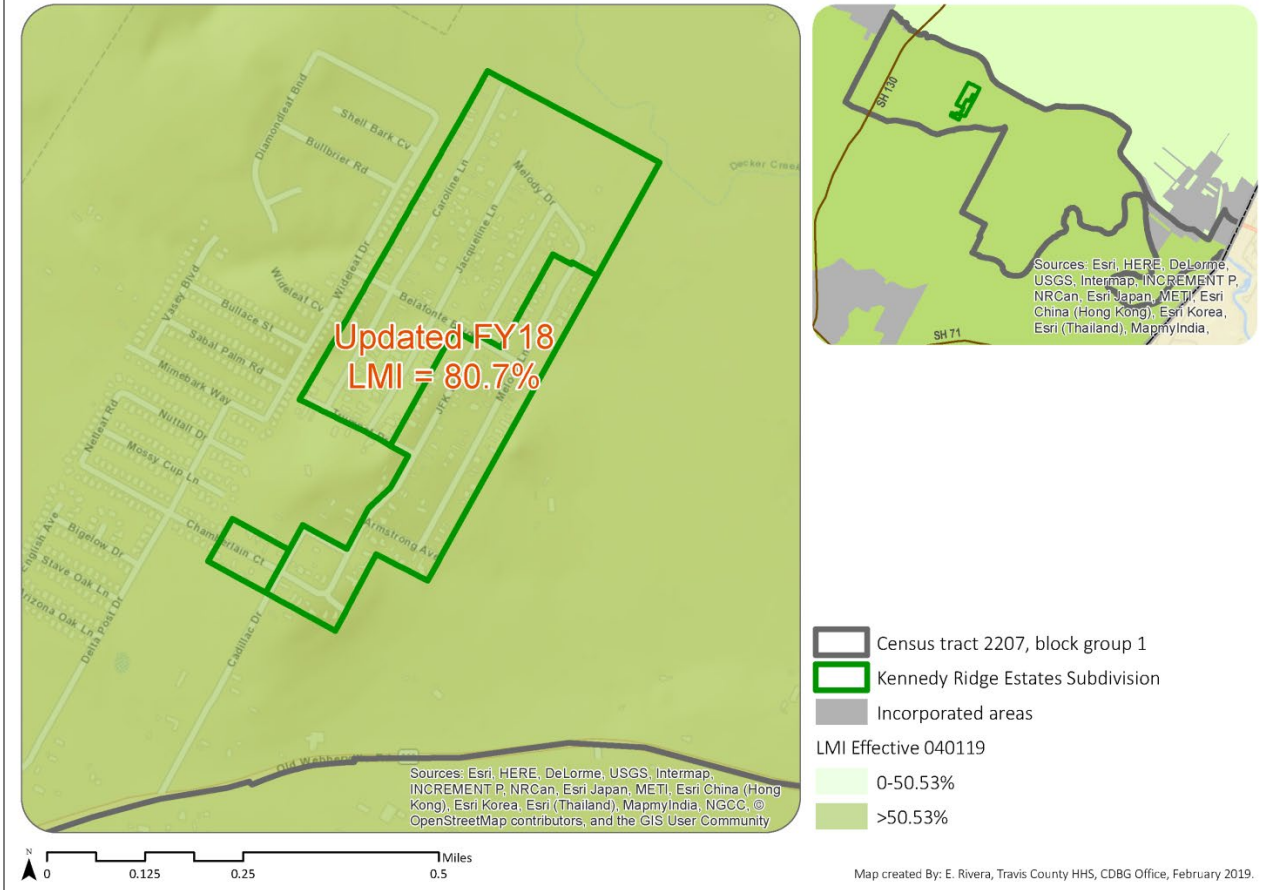 Diamondleaf Bnd
Shell Bark Cv
Bullbrier Rd
Caroline Ln
Melody Dr
Decker Creek
Jacqueline Ln
Wideleaf Dr
Vasey Blvd
Wideleaf Cv
Bullace St
Belafonte
Sabal Palm Rd
Mimebark Way
Updated FY18
LMI = 80.7%
JFK
Melody Ln
Netleaf Rd
Nuttall Dr
Mossy Cup Ln
Chamberlain Ct
Armstrong Ave
English Ave
Bigelow Dr
Stave Oak Ln
Arizona Oak Ln
Delta Post Dr
Cadillac Dr
Old Webberville
Sources: Esri, HERE, DeLorme, USGS, Intermap,
INCREMENT P, NRCan, Esri Japan, METI, Esri China (Hong
Kong), Esri Korea, Esri (Thailand), MapmyIndia, NGCC, ©
OpenStreetMap contributors, and the GIS User Community
SH 130
SH 71
Sources: Esri, HERE, DeLorme,
USGS, Intermap, INCREMENT P,
NRCan, Esri Japan, METI, Esri
China (Hong Kong), Esri Korea,
Esri (Thailand), MapmyIndia,
Census tract 2207, block group 1
Kennedy Ridge Estates Subdivision
Incorporated areas
LMI Effective 040119
0-50.53%
>50.53%
N
0 0.125 0.25 0.5
Miles
Map created By: E. Rivera, Travis County HHS, CDBG Office, February 2019.